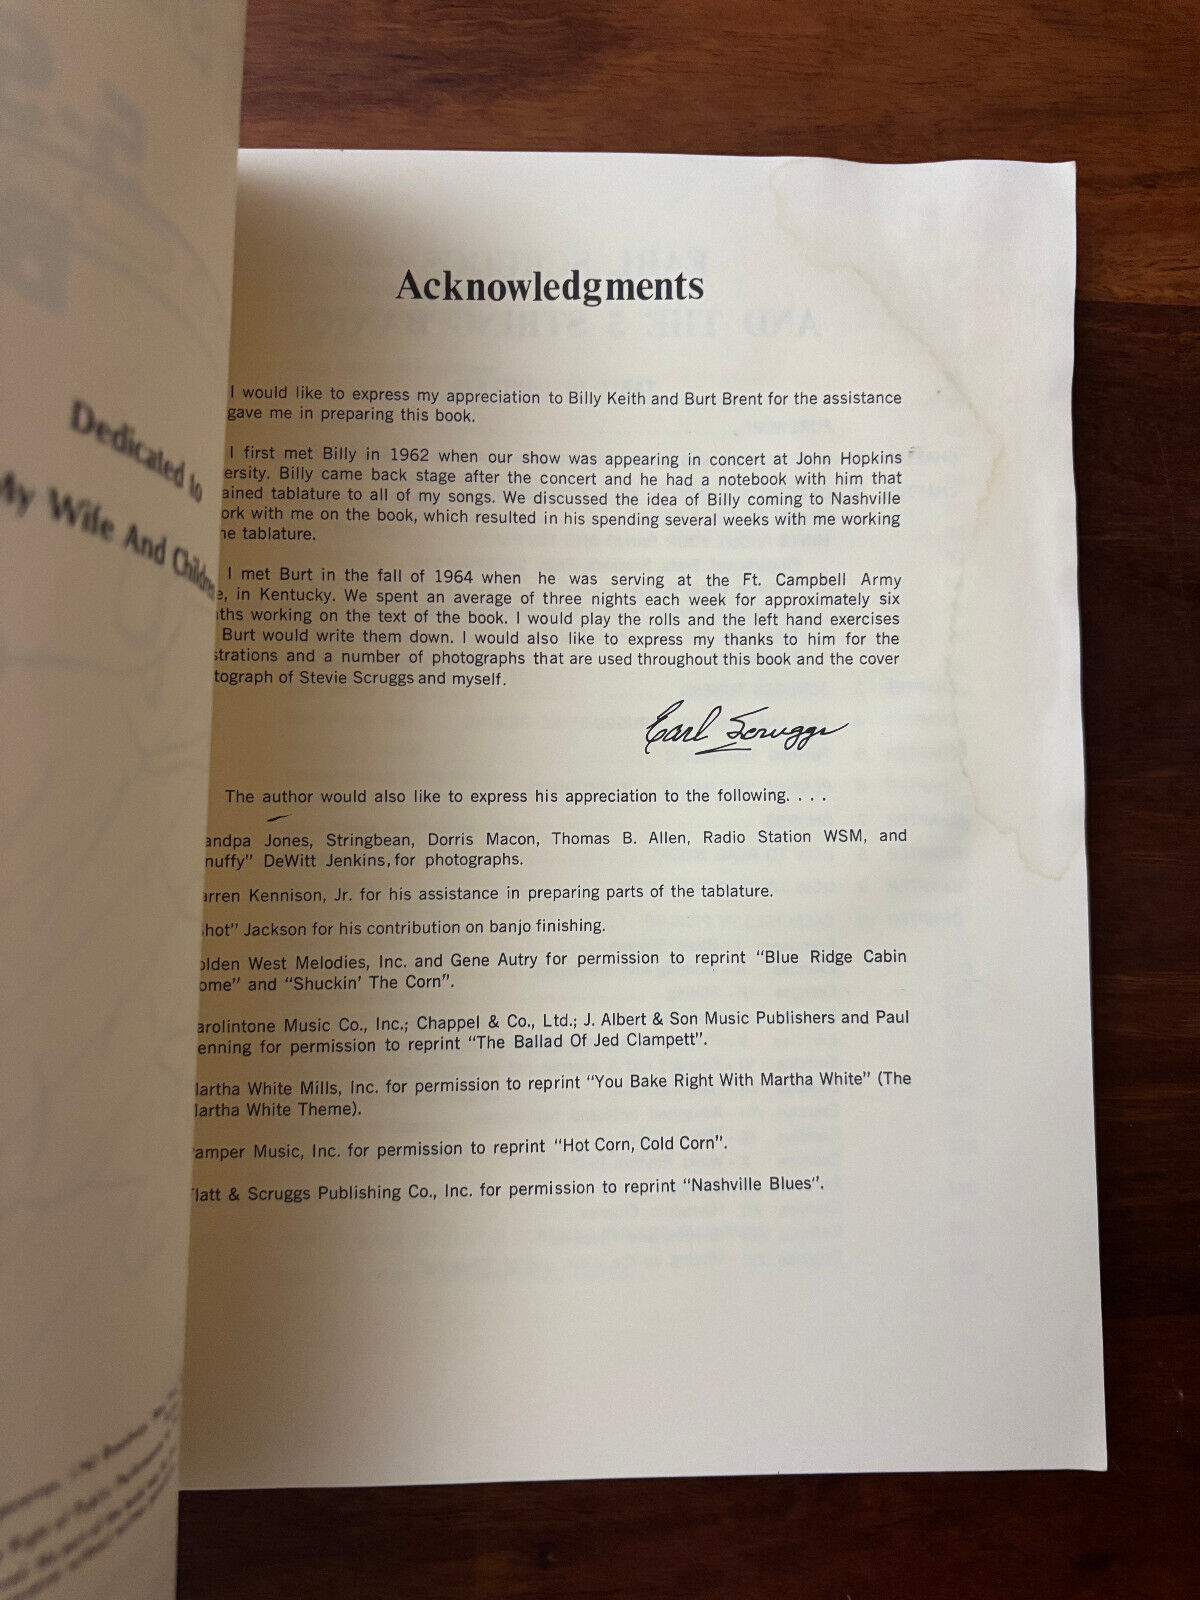 Dedicated to
My Wife And Children
Acknowledgments
I would like to express my appreciation to Billy Keith and Burt Brent for the assistance
gave me in preparing this book.
I first met Billy in 1962 when our show was appearing in concert at John Hopkins
ersity. Billy came back stage after the concert and he had a notebook with him that
ained tablature to all of my songs. We discussed the idea of Billy coming to Nashville
ork with me on the book, which resulted in his spending several weeks with me working
he tablature.
I met Burt in the fall of 1964 when he was serving at the Ft. Campbell Army
e, in Kentucky. We spent an average of three nights each week for approximately six
ths working on the text of the book. I would play the rolls and the left hand exercises
Burt would write them down. I would also like to express my thanks to him for the
strations and a number of photographs that are used throughout this book and the cover
tograph of Stevie Scruggs and myself.
Earl Scruggs
The author would also like to express his appreciation to the following. . . .
andpa Jones, Stringbean, Dorris Macon, Thomas B. Allen, Radio Station WSM, and
nuffy" DeWitt Jenkins, for photographs.
arren Kennison, Jr. for his assistance in preparing parts of the tablature.
hot" Jackson for his contribution on banjo finishing.
olden West Melodies, Inc. and Gene Autry for permission to reprint "Blue Ridge Cabin
ome" and "Shuckin' The Corn".
arolintone Music Co., Inc.; Chappel & Co., Ltd.; J. Albert & Son Music Publishers and Paul
enning for permission to reprint "The Ballad Of Jed Clampett".
Martha White Mills, Inc. for permission to reprint "You Bake Right With Martha White" (The
Martha White Theme).
amper Music, Inc. for permission to reprint "Hot Corn, Cold Corn".
latt & Scruggs Publishing Co., Inc. for permission to reprint "Nashville Blues".